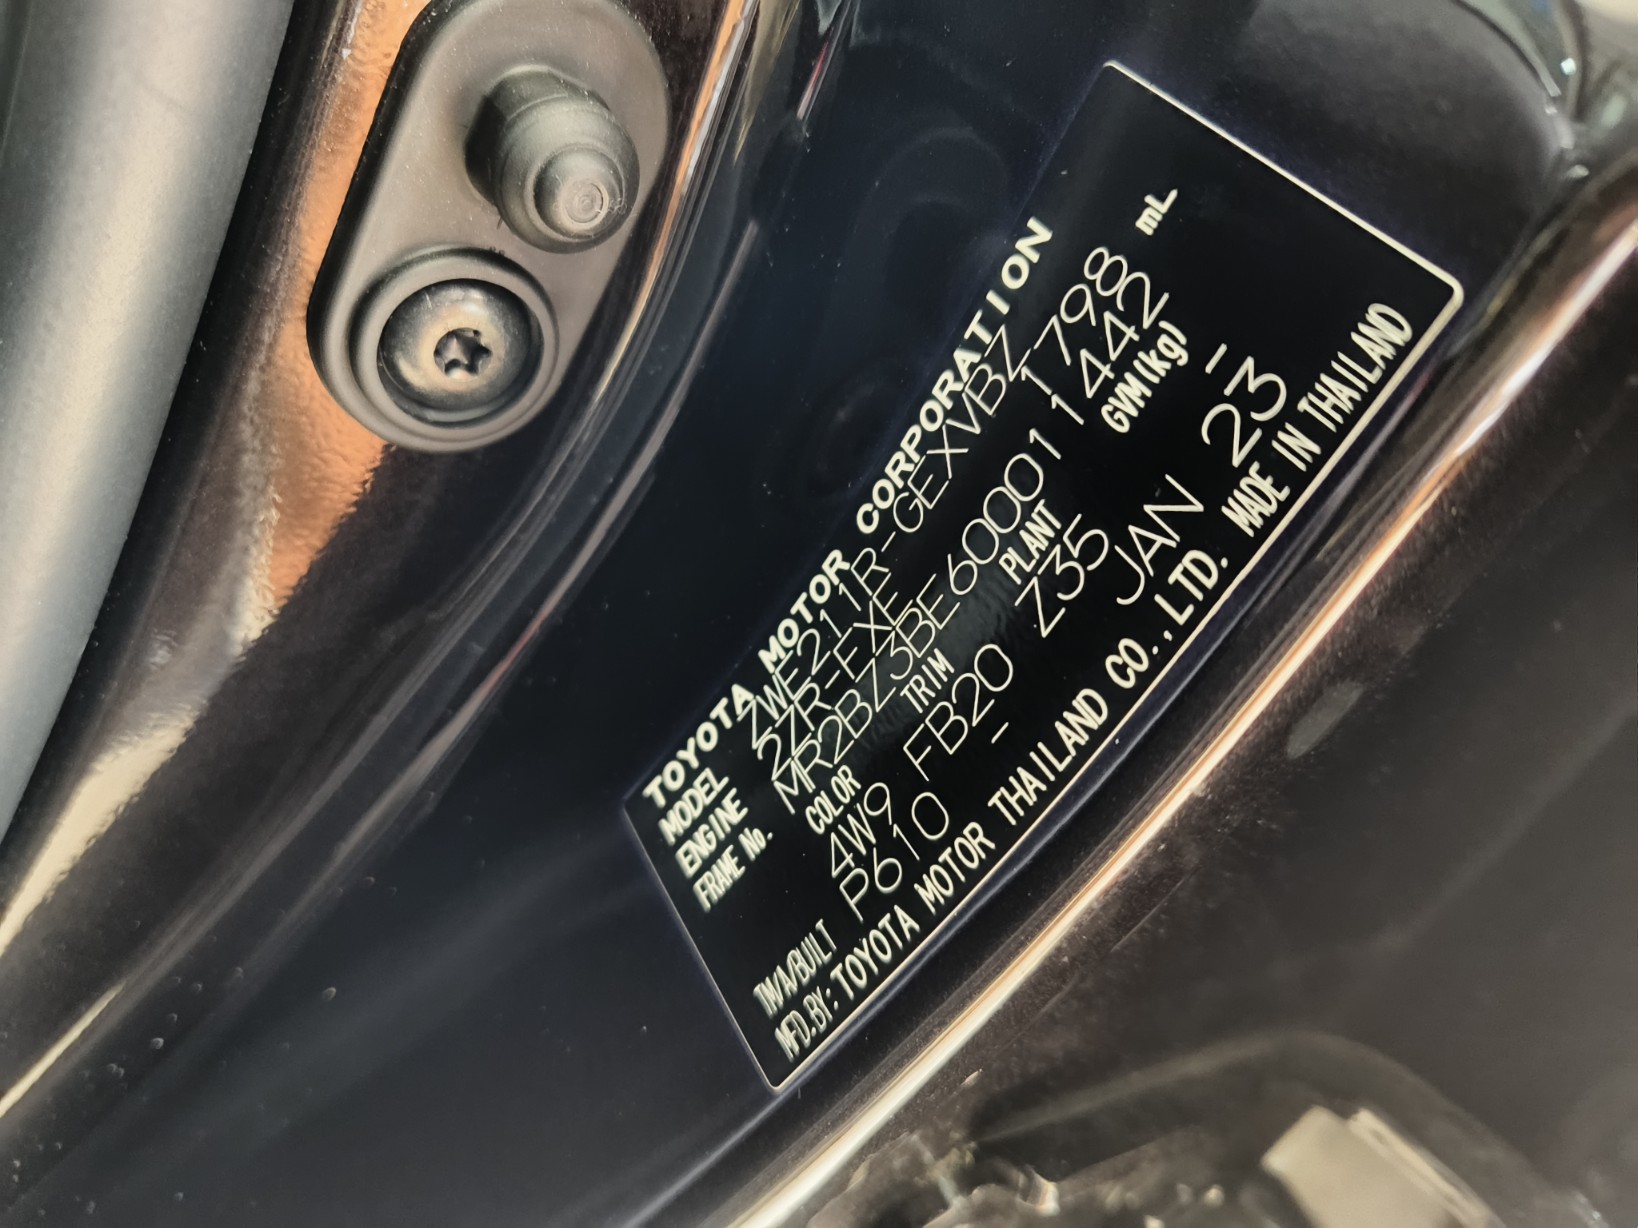 TOYOTA MOTOR CORPORATION
MODEL ZWE211R-GEXVBZ
ENGINE 2ZR-FXE 1798 mL
FRAME No. MR2BZ3BE600011442
COLOR TRIM PLANT GVM(kg)
4W9 FB20 Z35 -
TM/A/BUILT P610 - JAN 23
MFD.BY: TOYOTA MOTOR THAILAND CO.,LTD. MADE IN THAILAND